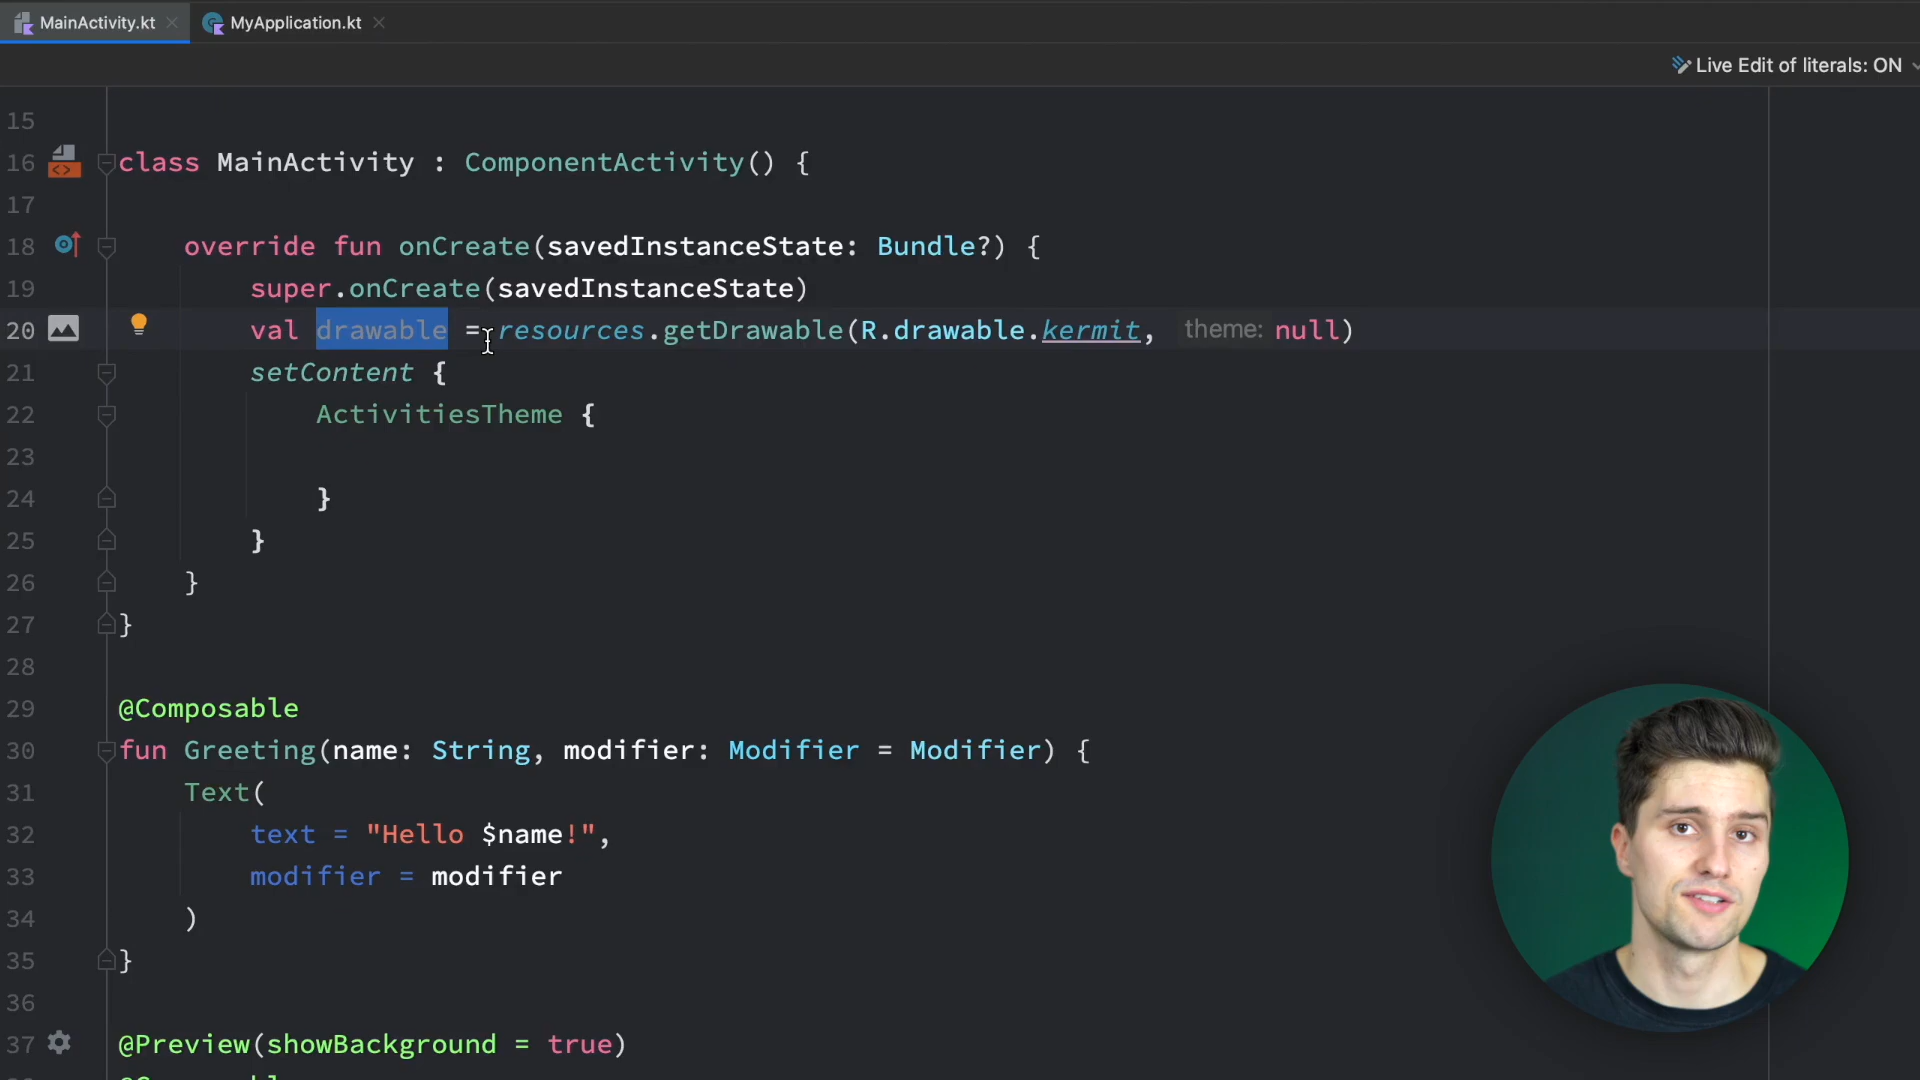 MainActivity.kt
MyApplication.kt
Live Edit of literals: ON
15
16 class MainActivity : ComponentActivity() {
17
18 override fun onCreate(savedInstanceState: Bundle?) {
19 super.onCreate(savedInstanceState)
20 val drawable = resources.getDrawable(R.drawable.kermit, theme: null)
21 setContent {
22 ActivitiesTheme {
23
24 }
25 }
26 }
27 }
28
29 @Composable
30 fun Greeting(name: String, modifier: Modifier = Modifier) {
31 Text(
32 text = "Hello $name!",
33 modifier = modifier
34 )
35 }
36
37 @Preview(showBackground = true)